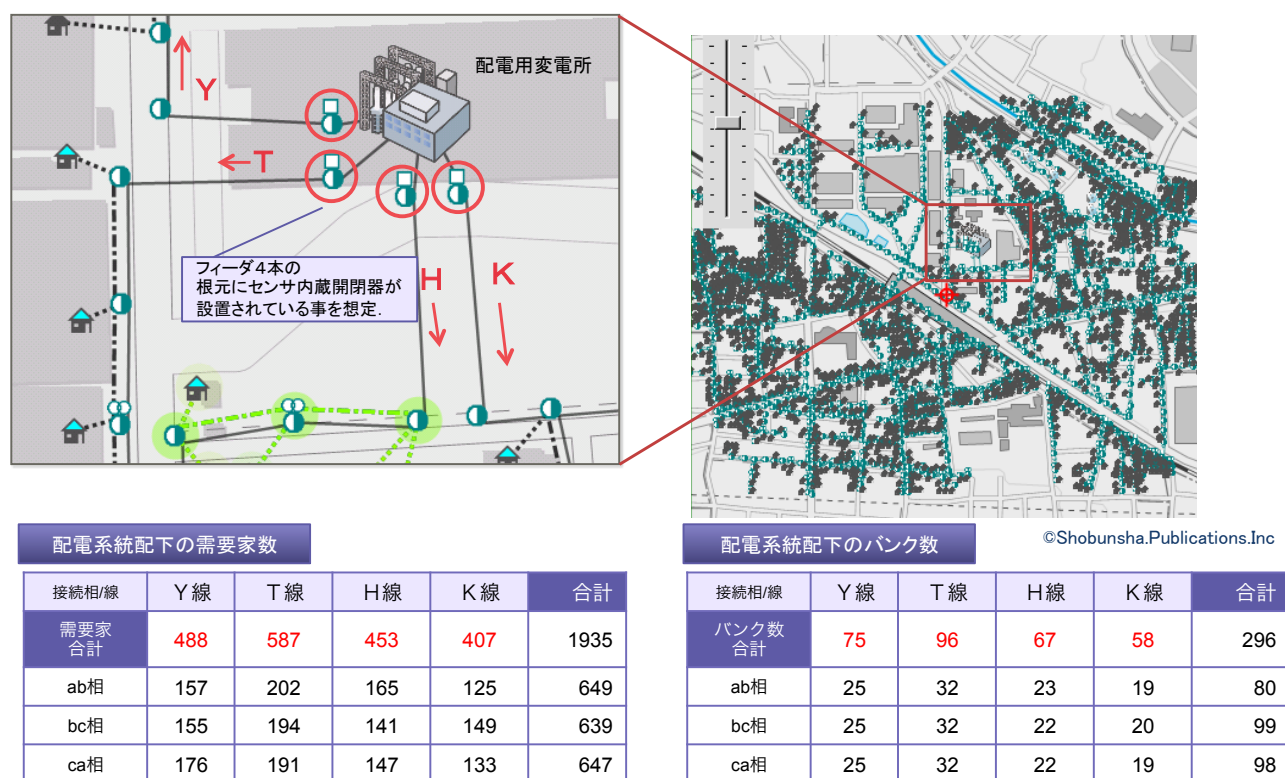 配電用変電所
Y
T
フィーダ4本の
根元にセンサ内蔵開閉器が
設置されている事を想定.
H
K
©Shobunsha.Publications.Inc
配電系統配下の需要家数
接続相/線 Y線 T線 H線 K線 合計
需要家
合計 488 587 453 407 1935
ab相 157 202 165 125 649
bc相 155 194 141 149 639
ca相 176 191 147 133 647
配電系統配下のバンク数
接続相/線 Y線 T線 H線 K線 合計
バンク数
合計 75 96 67 58 296
ab相 25 32 23 19 80
bc相 25 32 22 20 99
ca相 25 32 22 19 98